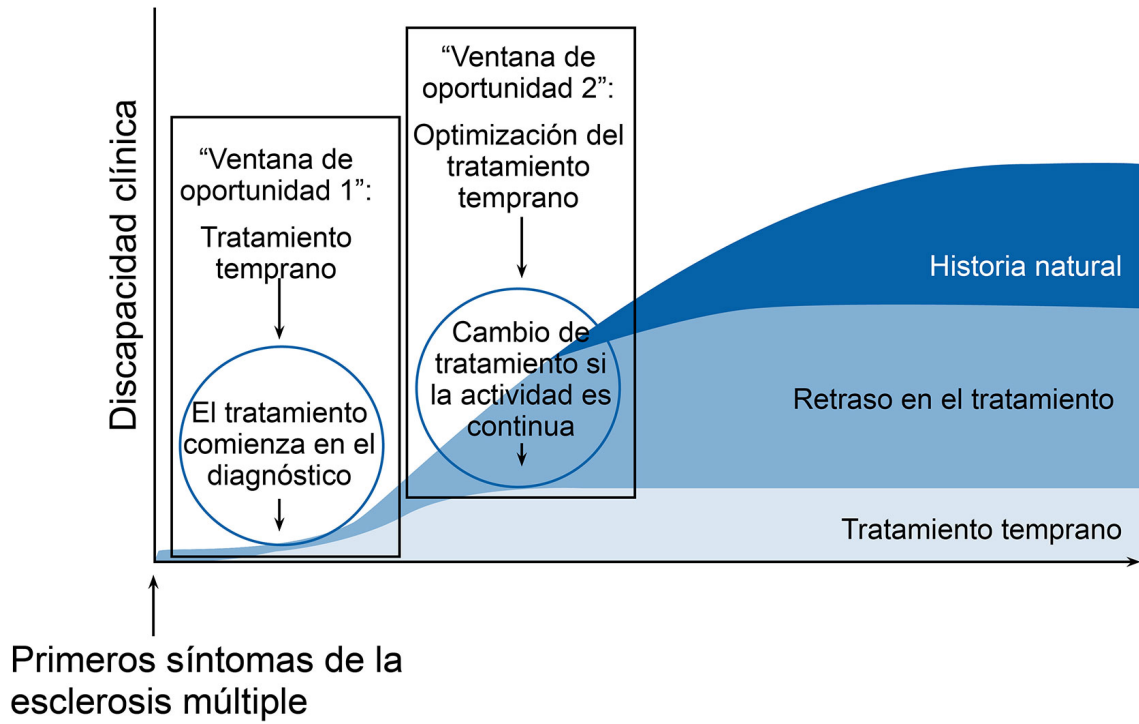 Discapacidad clínica
“Ventana de
oportunidad 1”:
Tratamiento
temprano
El tratamiento
comienza en el
diagnóstico
“Ventana de
oportunidad 2”:
Optimización del
tratamiento
temprano
Cambio de
tratamiento si
la actividad es
continua
Historia natural
Retraso en el tratamiento
Tratamiento temprano
Primeros síntomas de la
esclerosis múltiple